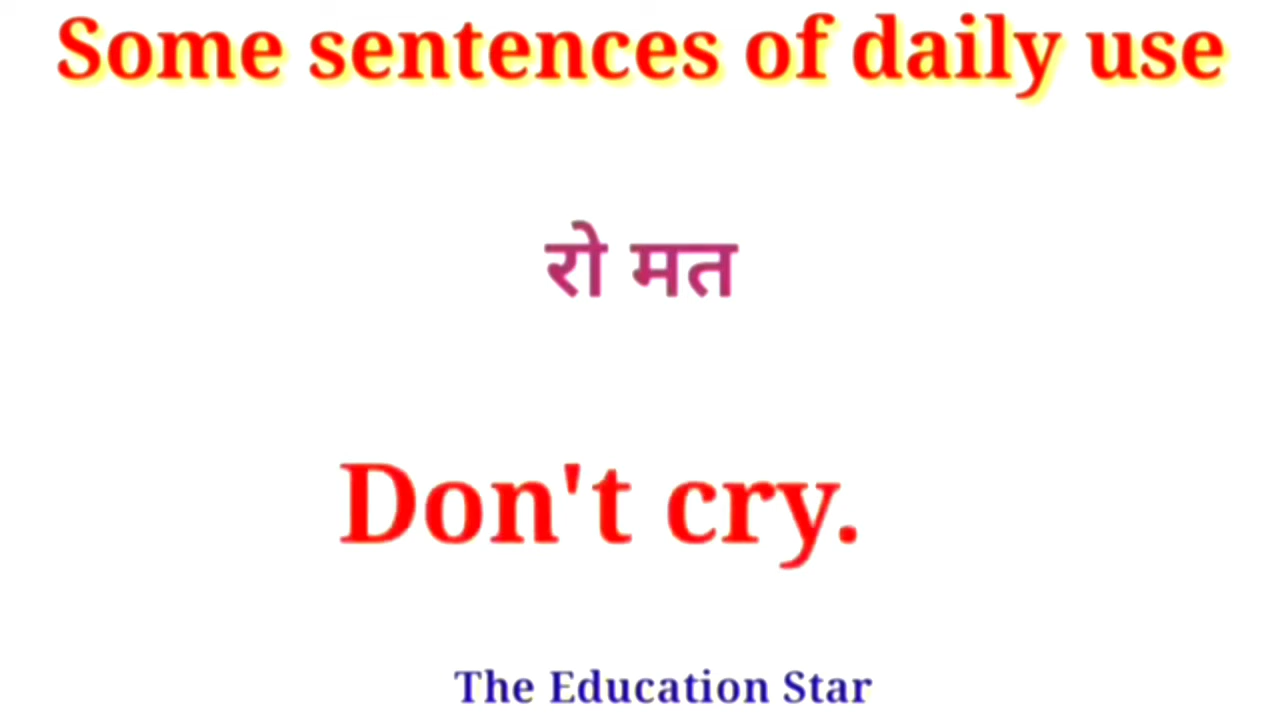 Some sentences of daily use
रो मत
Don't cry.
The Education Star